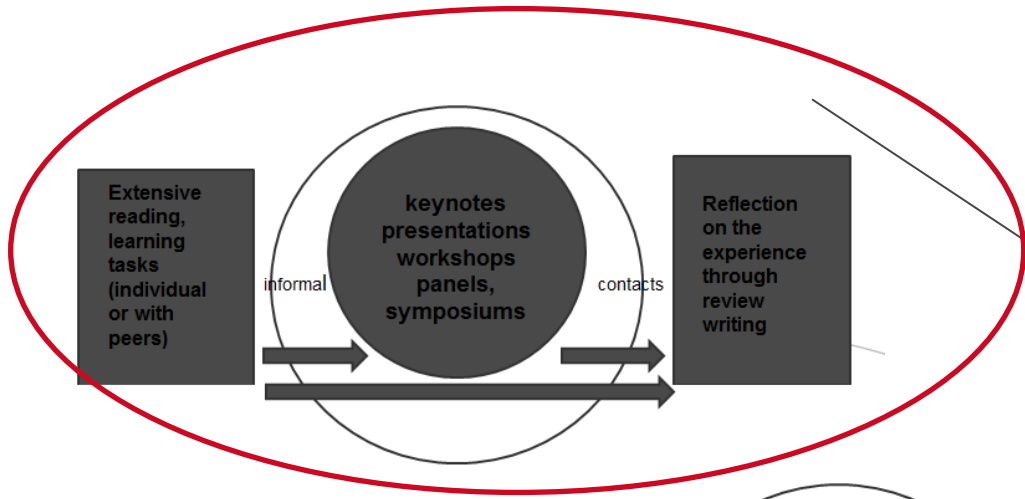 Extensive
reading,
learning
tasks
(individual
or with
peers)
informal
keynotes
presentations
workshops
panels,
symposiums
contacts
Reflection
on the
experience
through
review
writing